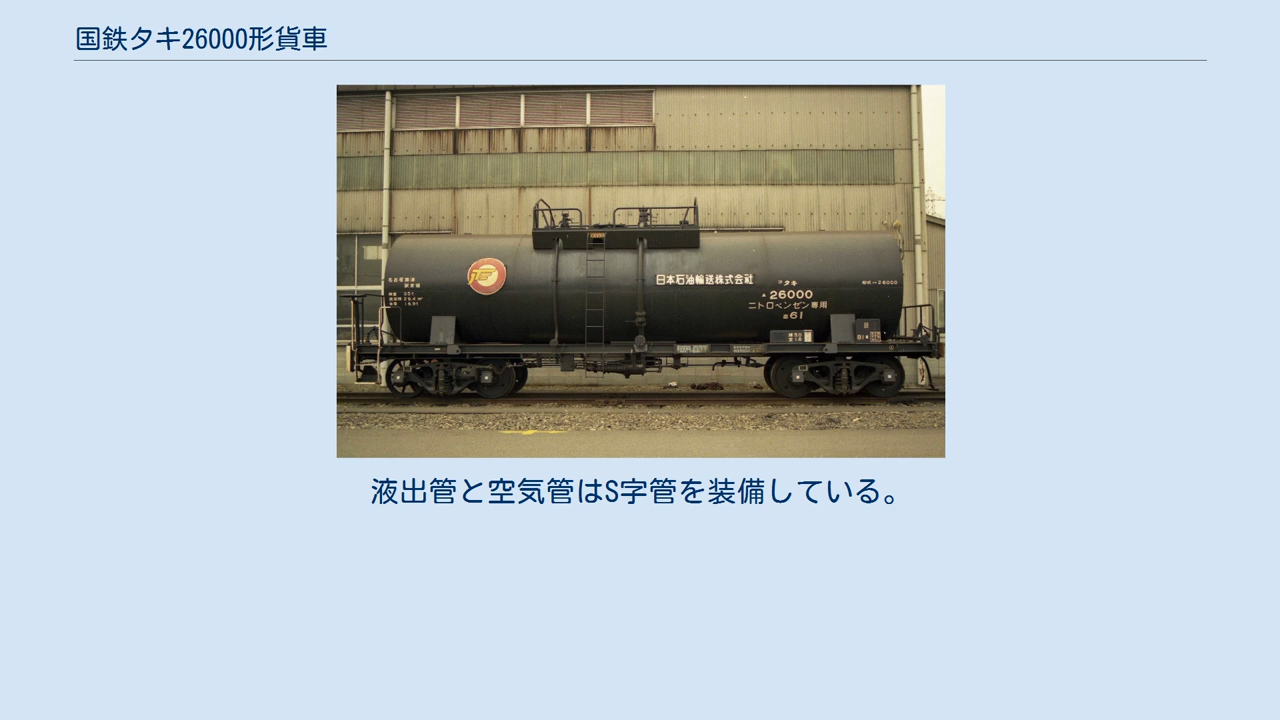 国鉄タキ26000形貨車
日本石油輸送株式会社
コタキ
26000
ニトロベンゼン専用
61
液出管と空気管はS字管を装備している。